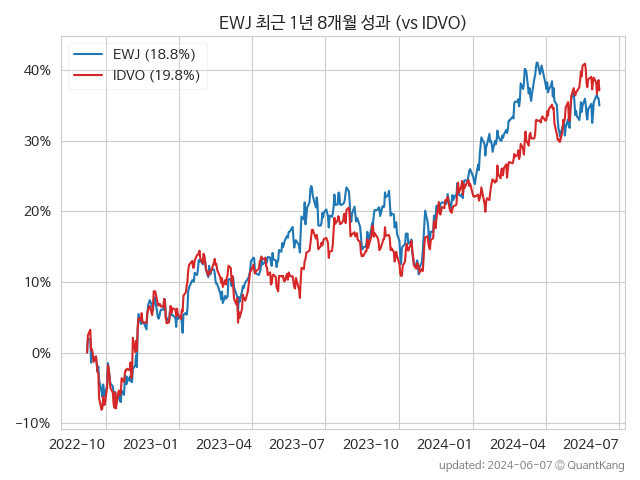 EWJ 최근 1년 8개월 성과 (vs IDVO)
EWJ (18.8%)
IDVO (19.8%)
40%
30%
20%
10%
0%
−10%
2022-10 2023-01 2023-04 2023-07 2023-10 2024-01 2024-04 2024-07
updated: 2024-06-07 © QuantKang